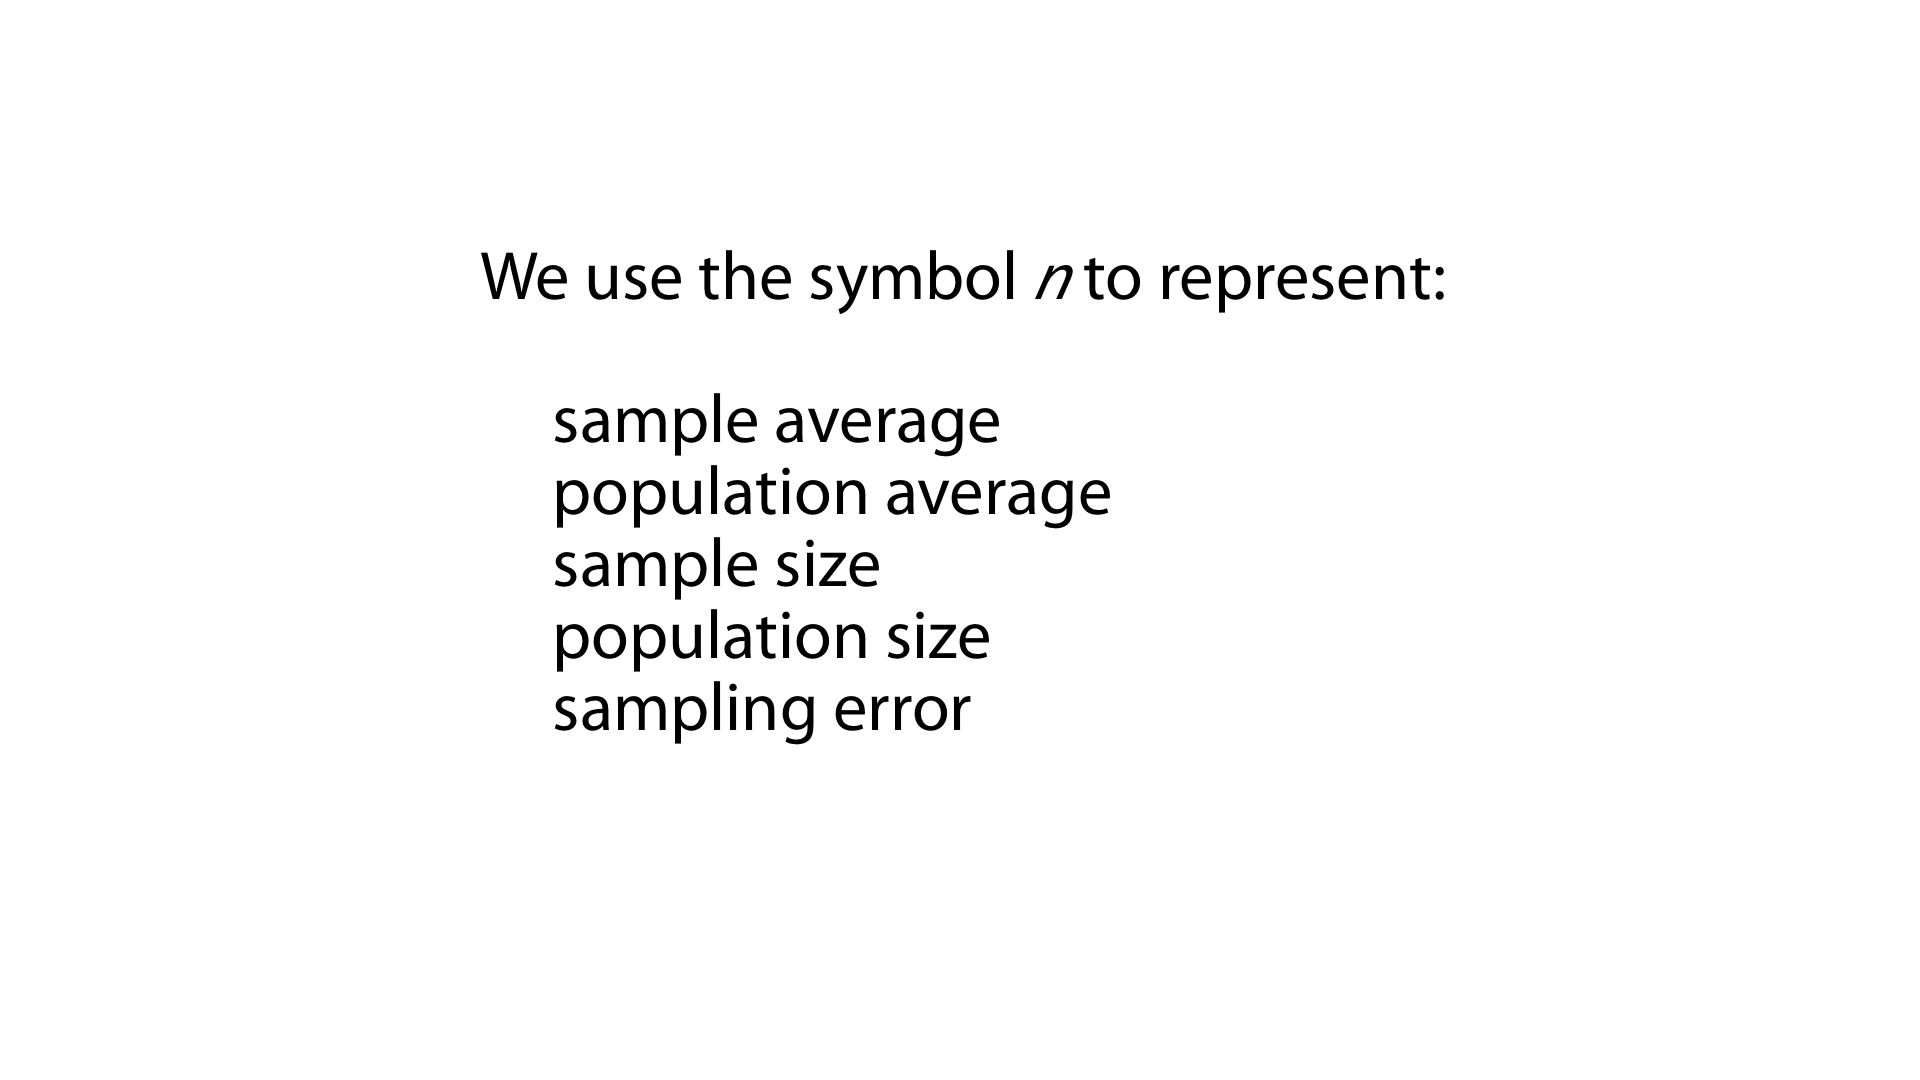 We use the symbol n to represent:
sample average
population average
sample size
population size
sampling error